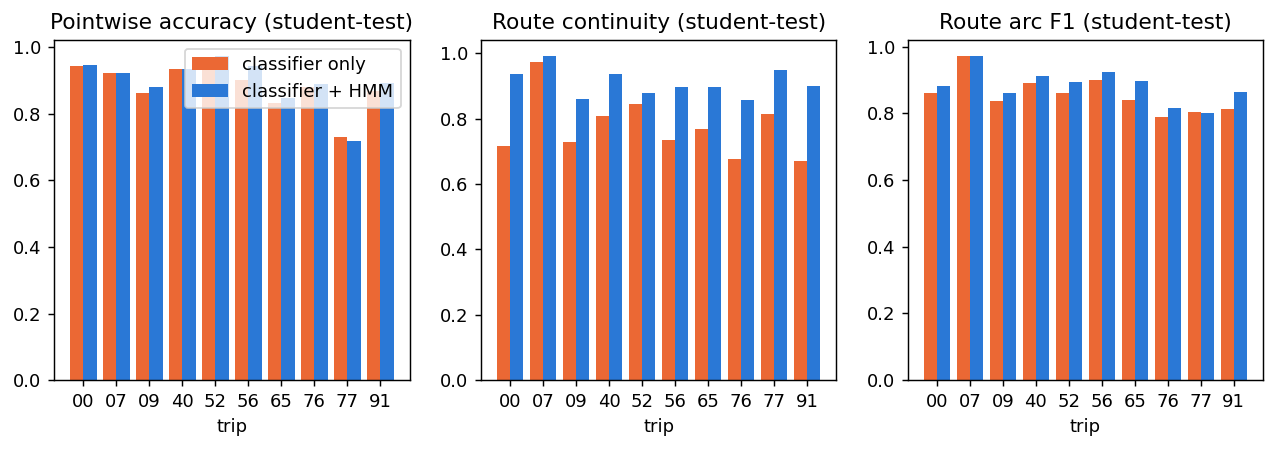 Pointwise accuracy (student-test)
1.0
0.8
0.6
0.4
0.2
0.0
classifier only
classifier + HMM
00 07 09 40 52 56 65 76 77 91
trip
Route continuity (student-test)
1.0
0.8
0.6
0.4
0.2
0.0
00 07 09 40 52 56 65 76 77 91
trip
Route arc F1 (student-test)
1.0
0.8
0.6
0.4
0.2
0.0
00 07 09 40 52 56 65 76 77 91
trip